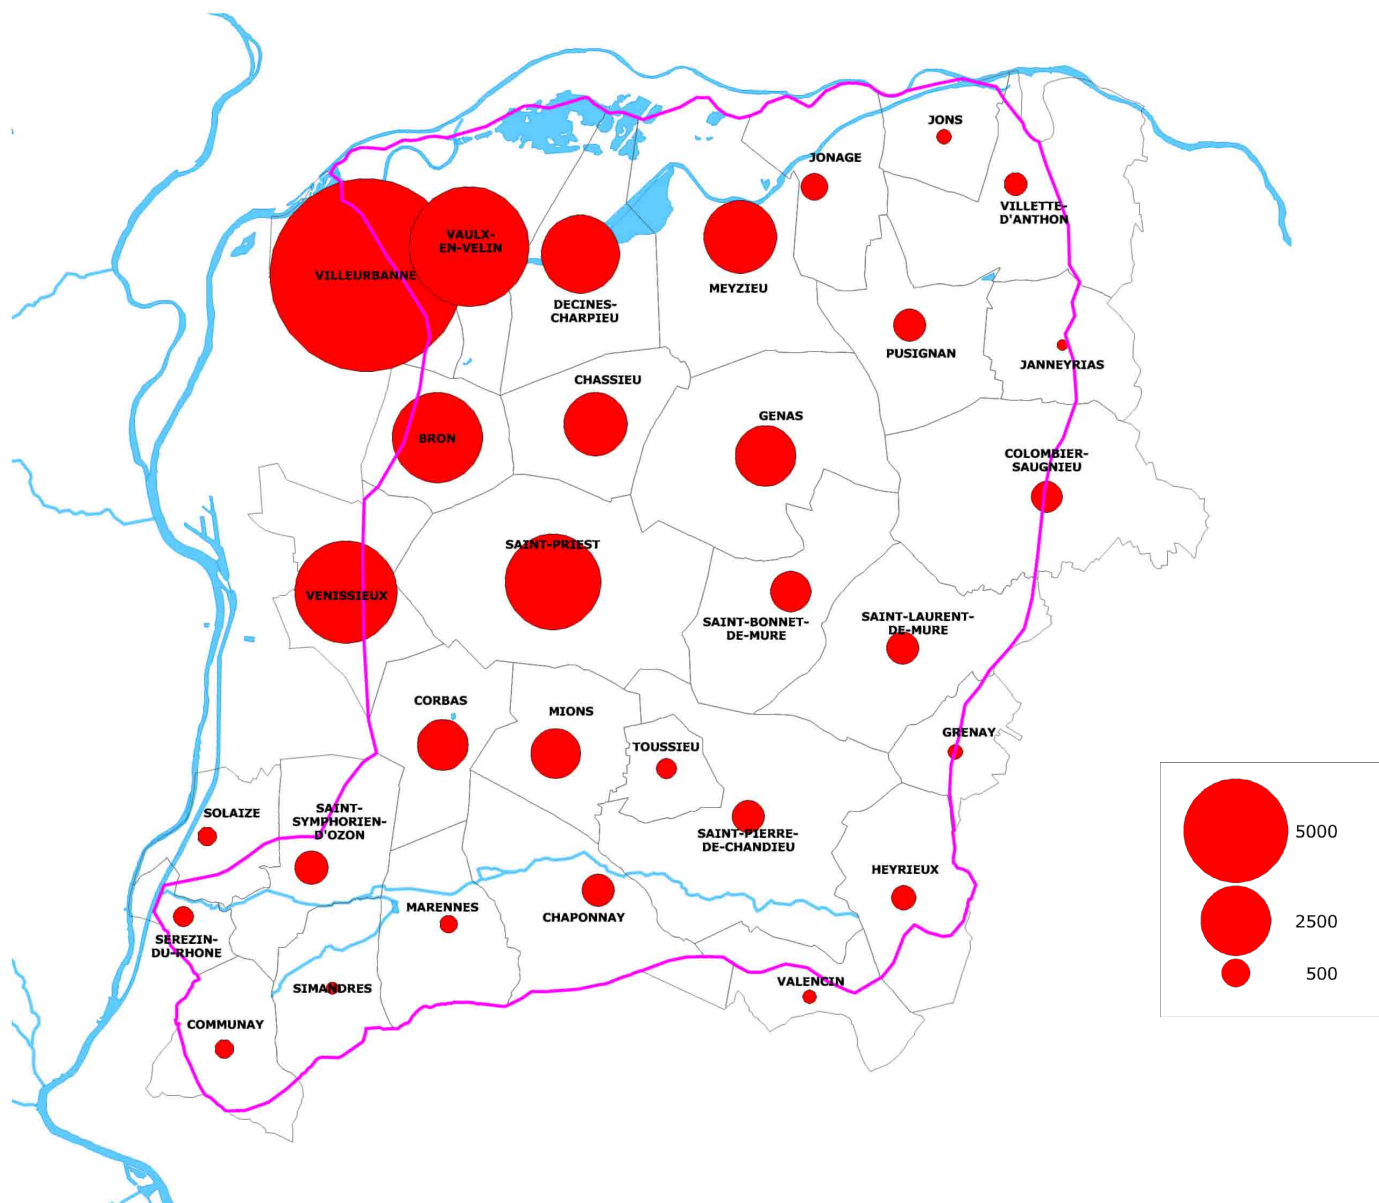 JONS
JONAGE
VILLETTE-
D'ANTHON
VAULX-
EN-VELIN
VILLEURBANNE
MEYZIEU
DECINES-
CHARPIEU
PUSIGNAN
JANNEYRIAS
CHASSIEU
GENAS
BRON
COLOMBIER-
SAUGNIEU
SAINT-PRIEST
VENISSIEUX
SAINT-BONNET-
DE-MURE
SAINT-LAURENT-
DE-MURE
CORBAS
MIONS
TOUSSIEU
GRENAY
SOLAIZE
SAINT-
SYMPHORIEN-
D'OZON
SAINT-PIERRE-
DE-CHANDIEU
HEYRIEUX
MARENNES
CHAPONNAY
SEREZIN-
DU-RHONE
SIMANDRES
VALENCIN
COMMUNAY
5000
2500
500